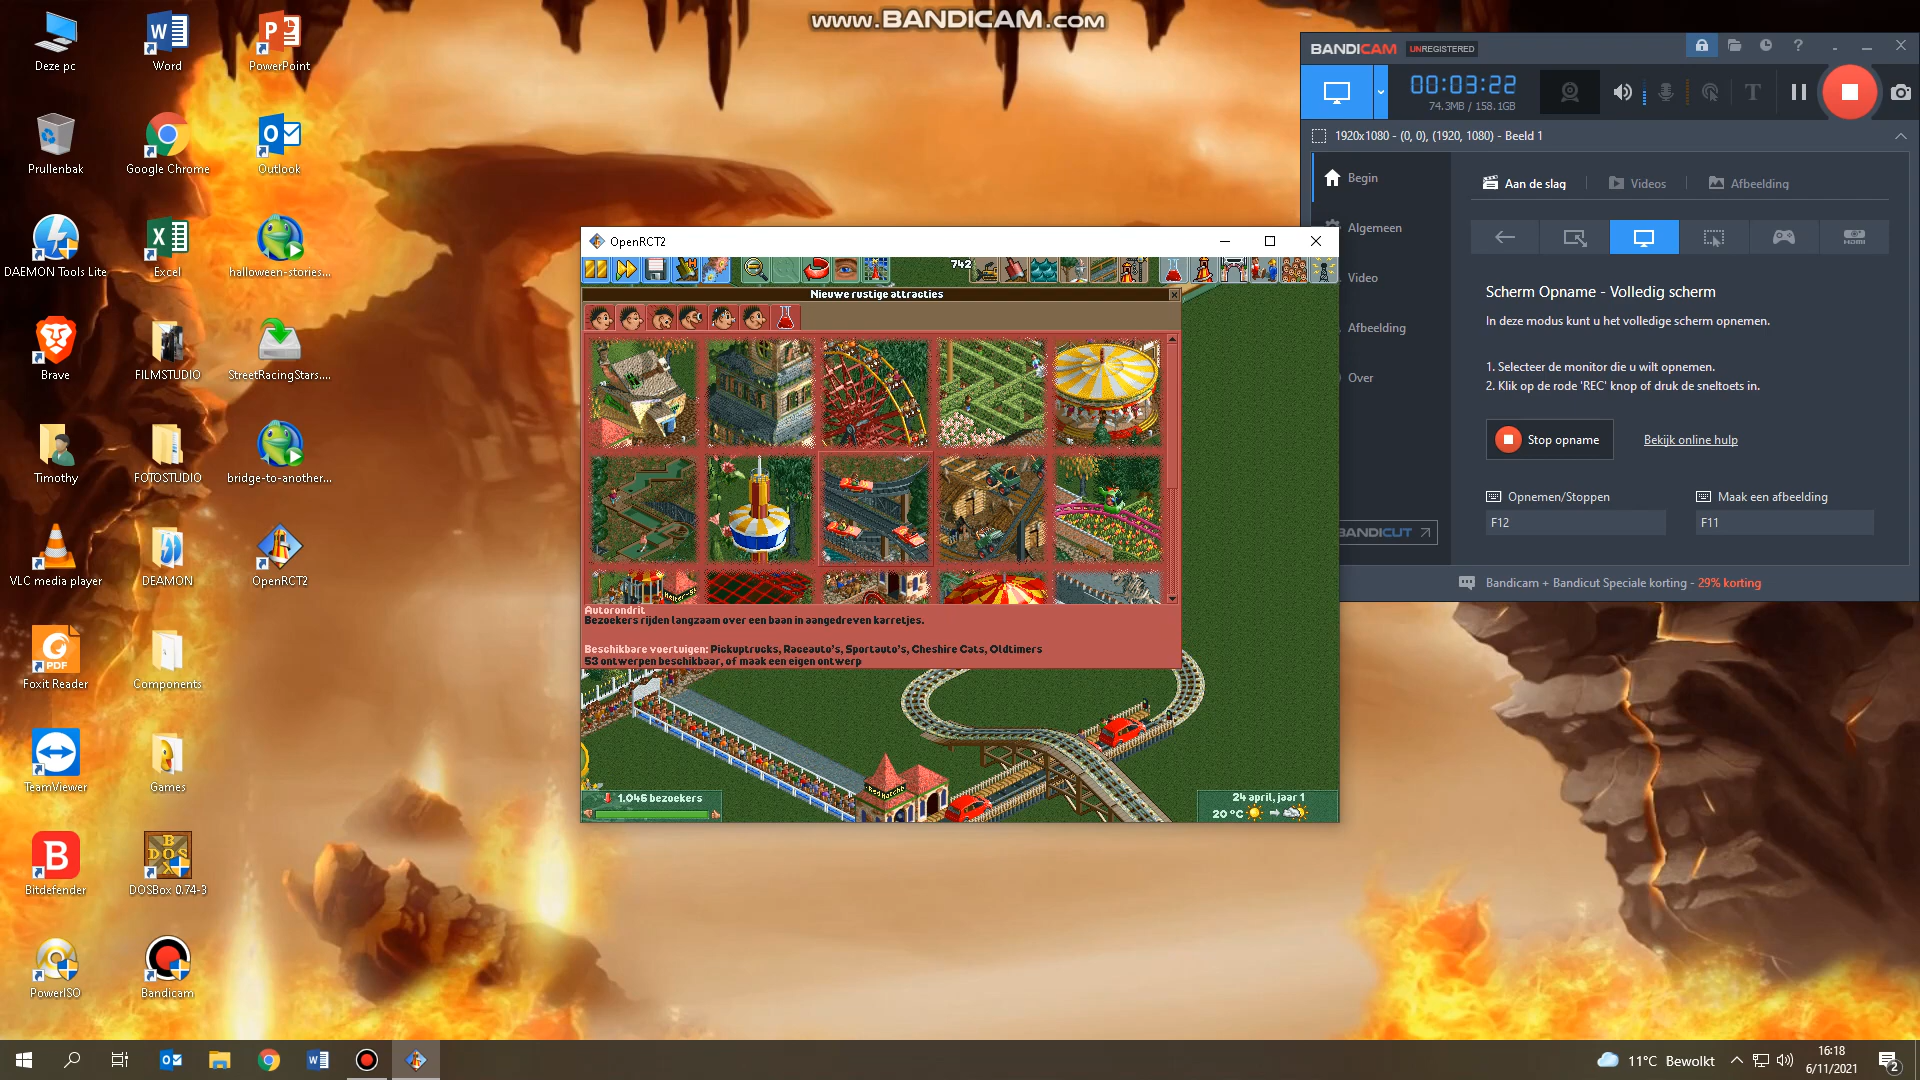 www.BANDICAM.com
Deze pc
Word
PowerPoint
Prullenbak
Google Chrome
Outlook
DAEMON Tools Lite
Excel
halloween-stories...
Brave
FILMSTUDIO
StreetRacingStars....
Timothy
FOTOSTUDIO
bridge-to-another...
VLC media player
DEAMON
OpenRCT2
Foxit Reader
Components
TeamViewer
Games
Bitdefender
DOSBox 0.74-3
PowerISO
Bandicam
OpenRCT2
742
Nieuwe rustige attracties
Autorondrit
Bezoekers rijden langzaam over een baan in aangedreven karretjes.
Beschikbare voertuigen: Pickuptrucks, Raceauto's, Sportauto's, Cheshire Cats, Oldtimers
53 ontwerpen beschikbaar, of maak een eigen ontwerp
1.046 bezoekers
24 april, jaar 1
20°C
BANDICAM UNREGISTERED
00:03:22
74.3MB / 158.1GB
1920x1080 - (0, 0), (1920, 1080) - Beeld 1
Begin
Algemeen
Video
Afbeelding
Over
BANDICUT
Aan de slag
Videos
Afbeelding
HDMI
Scherm Opname - Volledig scherm
In deze modus kunt u het volledige scherm opnemen.
1. Selecteer de monitor die u wilt opnemen.
2. Klik op de rode 'REC' knop of druk de sneltoets in.
Stop opname
Bekijk online hulp
Opnemen/Stoppen
Maak een afbeelding
F12
F11
Bandicam + Bandicut Speciale korting - 29% korting
11°C Bewolkt
16:18
6/11/2021
2